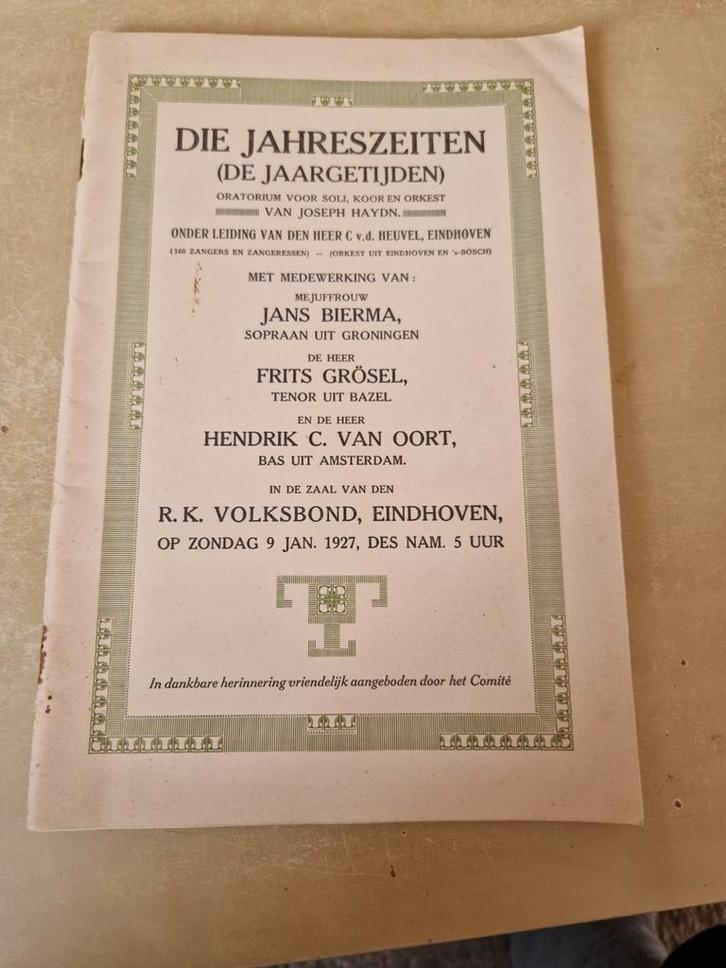 DIE JAHRESZEITEN
(DE JAARGETIJDEN)
ORATORIUM VOOR SOLI, KOOR EN ORKEST
VAN JOSEPH HAYDN.
ONDER LEIDING VAN DEN HEER C v.d. HEUVEL, EINDHOVEN
(160 ZANGERS EN ZANGERESSEN) -- (ORKEST UIT EINDHOVEN EN 's-BOSCH)
MET MEDEWERKING VAN:
MEJUFFROUW
JANS BIERMA,
SOPRAAN UIT GRONINGEN
DE HEER
FRITS GRÖSEL,
TENOR UIT BAZEL
EN DE HEER
HENDRIK C. VAN OORT,
BAS UIT AMSTERDAM.
IN DE ZAAL VAN DEN
R. K. VOLKSBOND, EINDHOVEN,
OP ZONDAG 9 JAN. 1927, DES NAM. 5 UUR
In dankbare herinnering vriendelijk aangeboden door het Comité